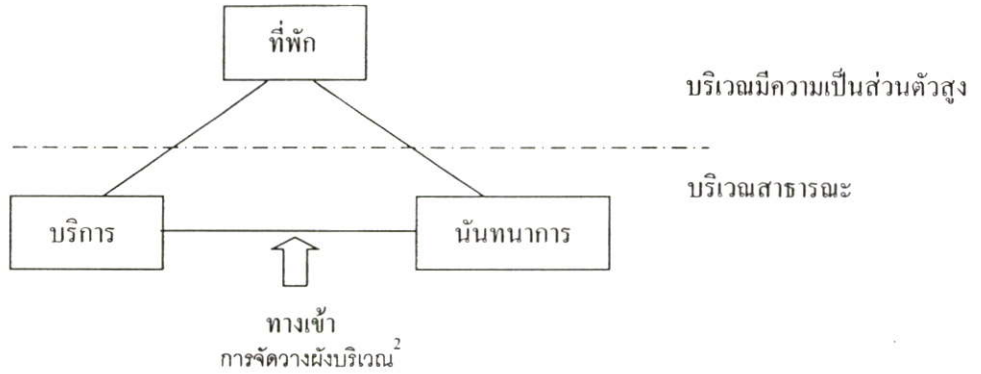 ที่พัก
บริเวณมีความเป็นส่วนตัวสูง
บริเวณสาธารณะ
บริการ
นันทนาการ
ทางเข้า
การจัดวางผังบริเวณ²